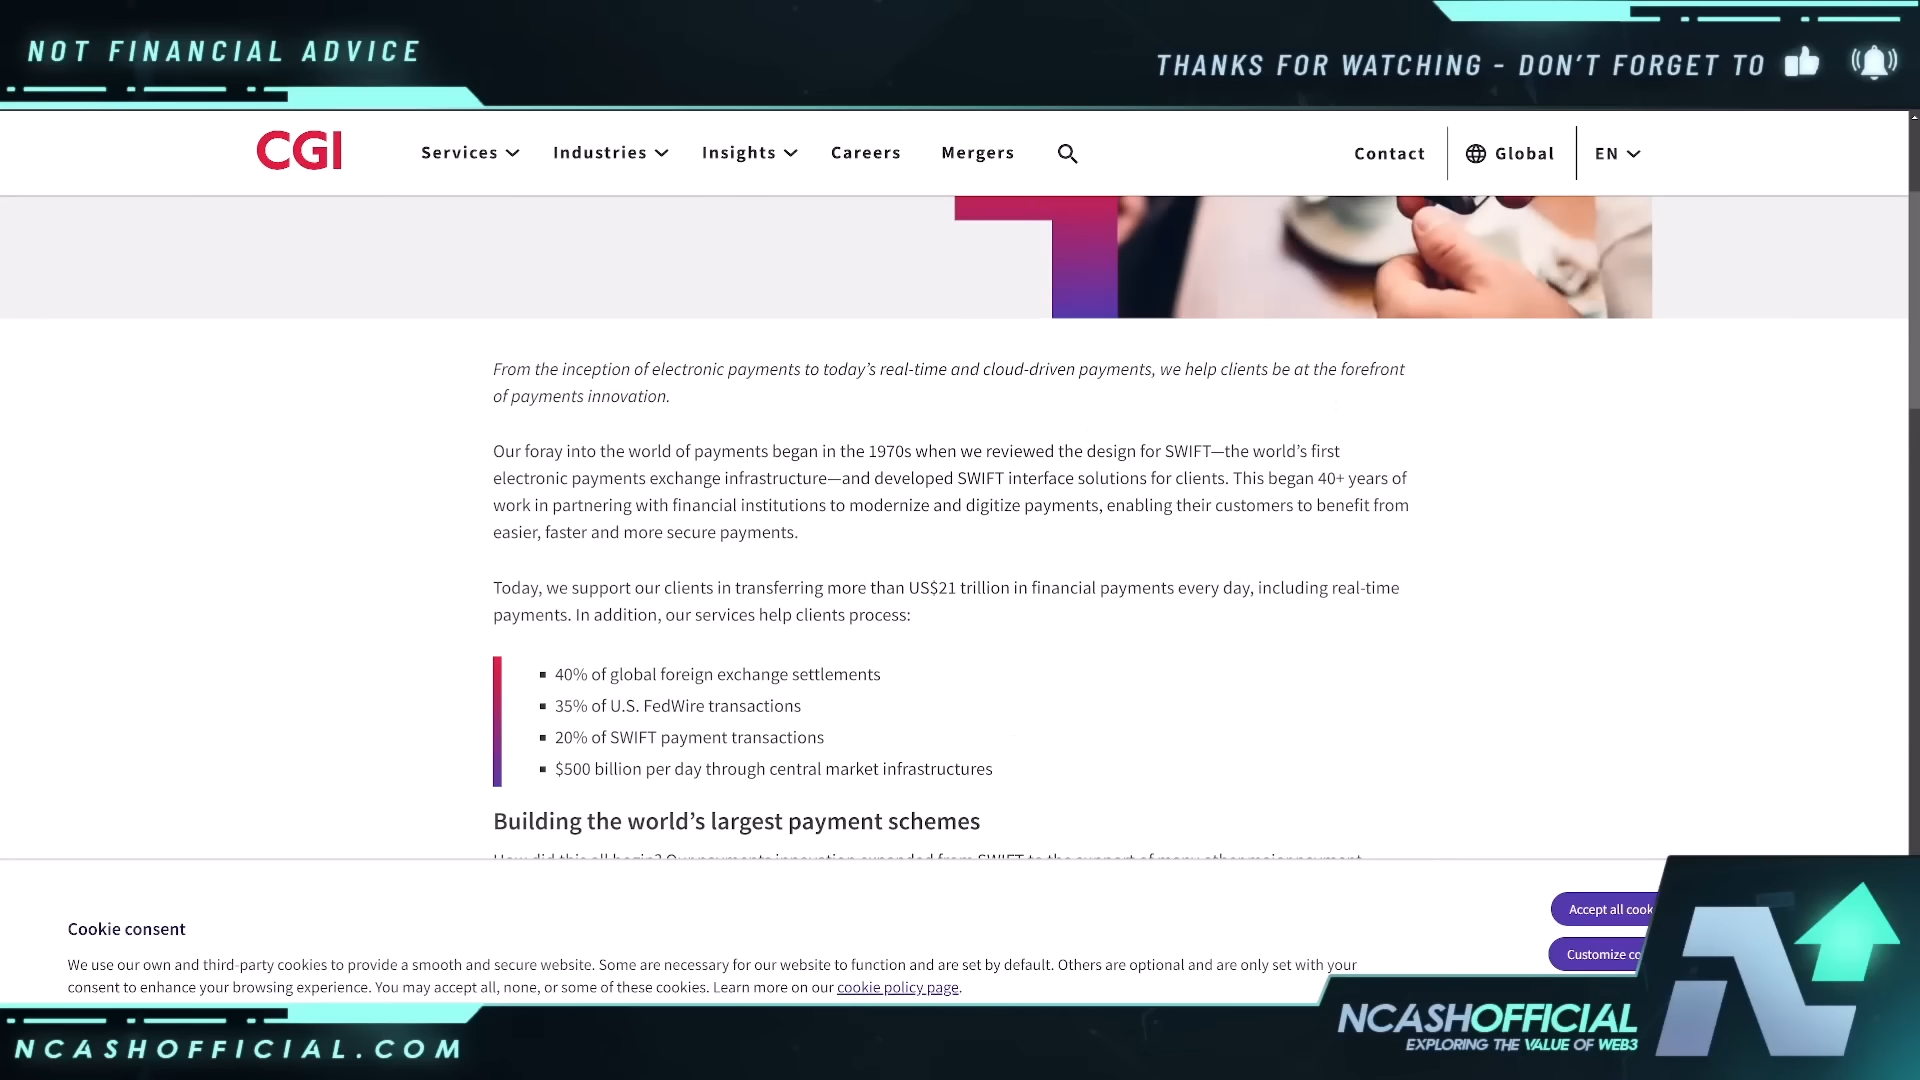 NOT FINANCIAL ADVICE
THANKS FOR WATCHING - DON'T FORGET TO
CGI
Services
Industries
Insights
Careers
Mergers
Contact
Global
EN
From the inception of electronic payments to today's real-time and cloud-driven payments, we help clients be at the forefront
of payments innovation.
Our foray into the world of payments began in the 1970s when we reviewed the design for SWIFT—the world's first
electronic payments exchange infrastructure—and developed SWIFT interface solutions for clients. This began 40+ years of
work in partnering with financial institutions to modernize and digitize payments, enabling their customers to benefit from
easier, faster and more secure payments.
Today, we support our clients in transferring more than US$21 trillion in financial payments every day, including real-time
payments. In addition, our services help clients process:
40% of global foreign exchange settlements
35% of U.S. FedWire transactions
20% of SWIFT payment transactions
$500 billion per day through central market infrastructures
Building the world's largest payment schemes
Cookie consent
We use our own and third-party cookies to provide a smooth and secure website. Some are necessary for our website to function and are set by default. Others are optional and are only set with your
consent to enhance your browsing experience. You may accept all, none, or some of these cookies. Learn more on our cookie policy page.
Accept all cook
Customize co
NCASHOFFICIAL
EXPLORING THE VALUE OF WEB3
NCASHOFFICIAL.COM